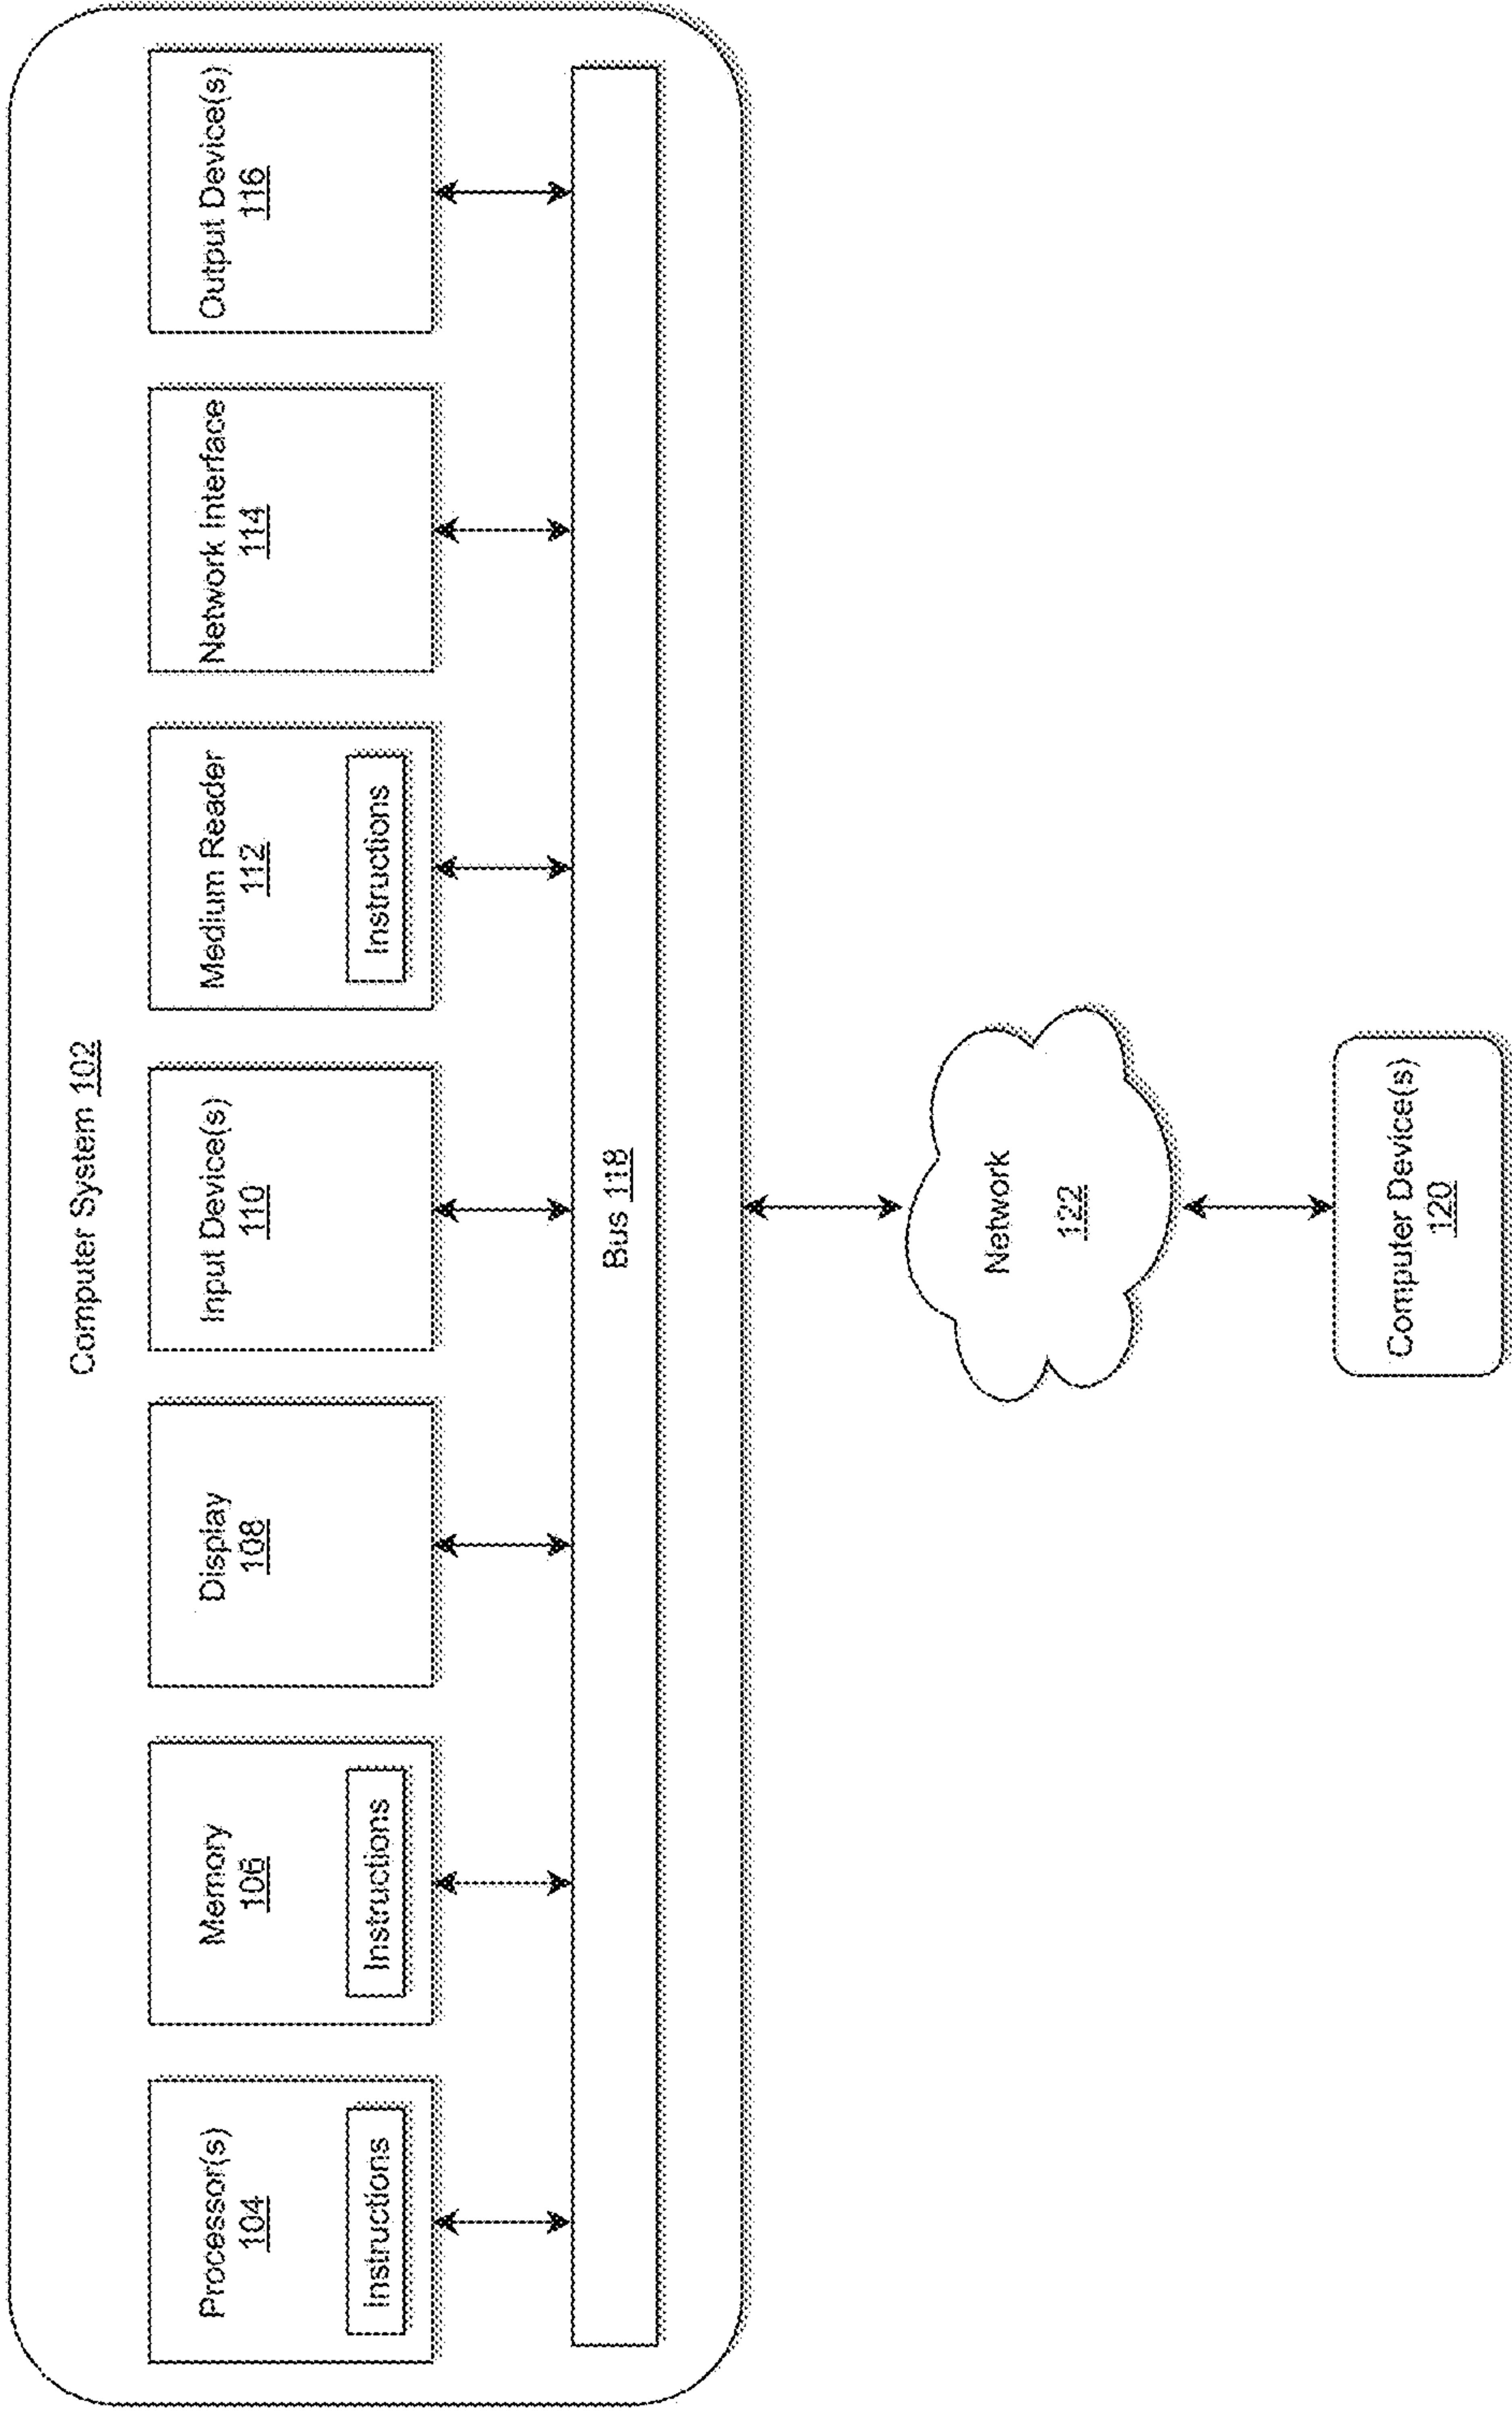 Computer System 102
Processor(s)
104
Instructions
Memory
106
Instructions
Display
108
Input Device(s)
110
Medium Reader
112
Instructions
Network Interface
114
Output Device(s)
116
Bus 118
Network
122
Computer Device(s)
120